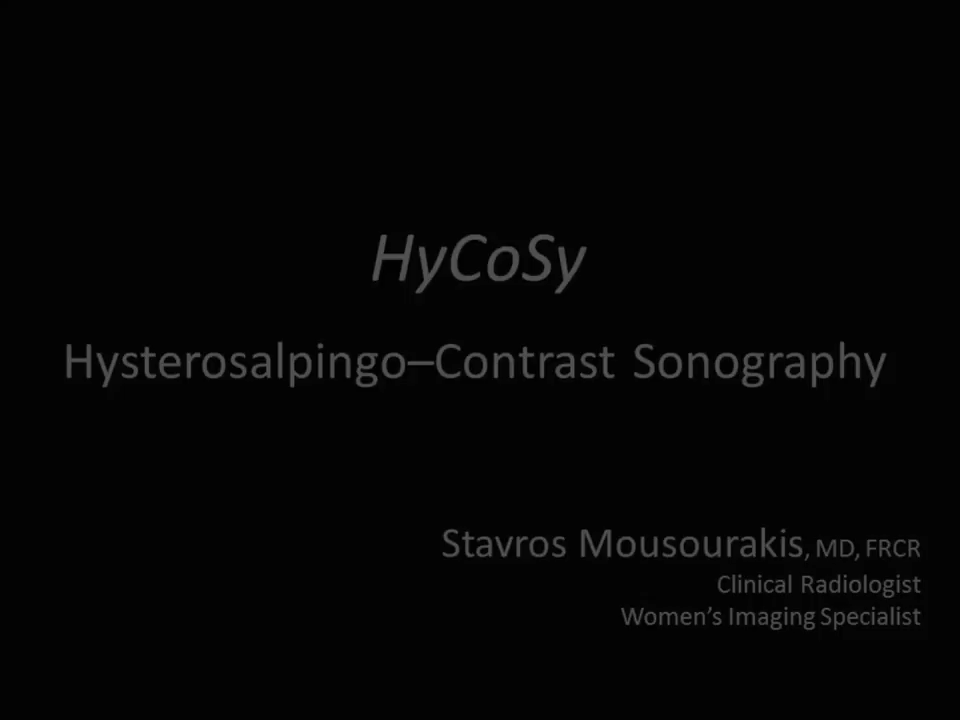 HyCoSy
Hysterosalpingo–Contrast Sonography
Stavros Mousourakis, MD, FRCR
Clinical Radiologist
Women’s Imaging Specialist